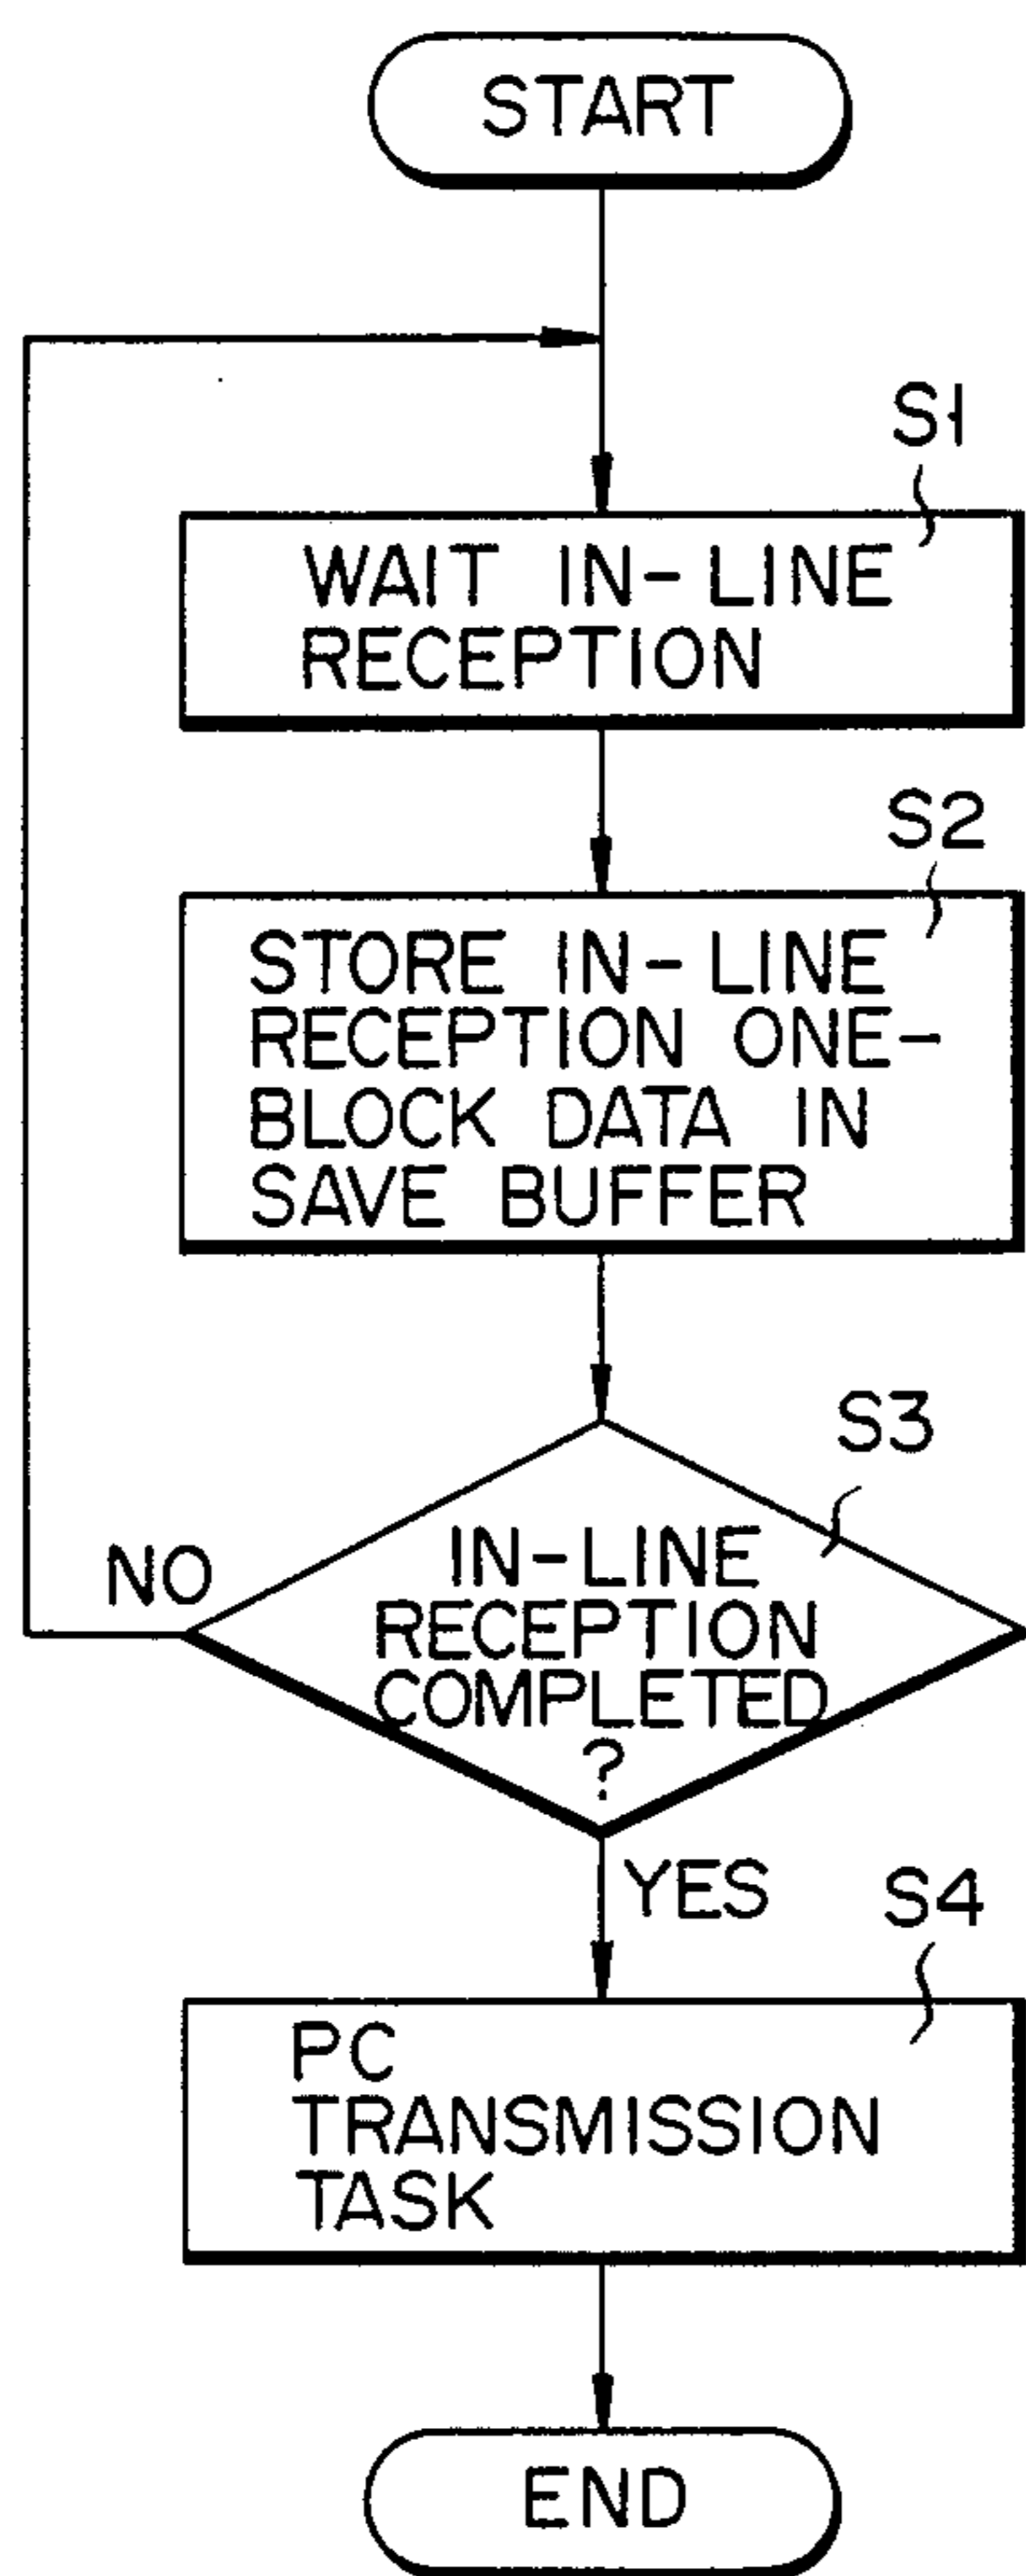 START
S1
WAIT IN-LINE
RECEPTION
S2
STORE IN-LINE
RECEPTION ONE-
BLOCK DATA IN
SAVE BUFFER
S3
NO
IN-LINE
RECEPTION
COMPLETED
?
YES
S4
PC
TRANSMISSION
TASK
END